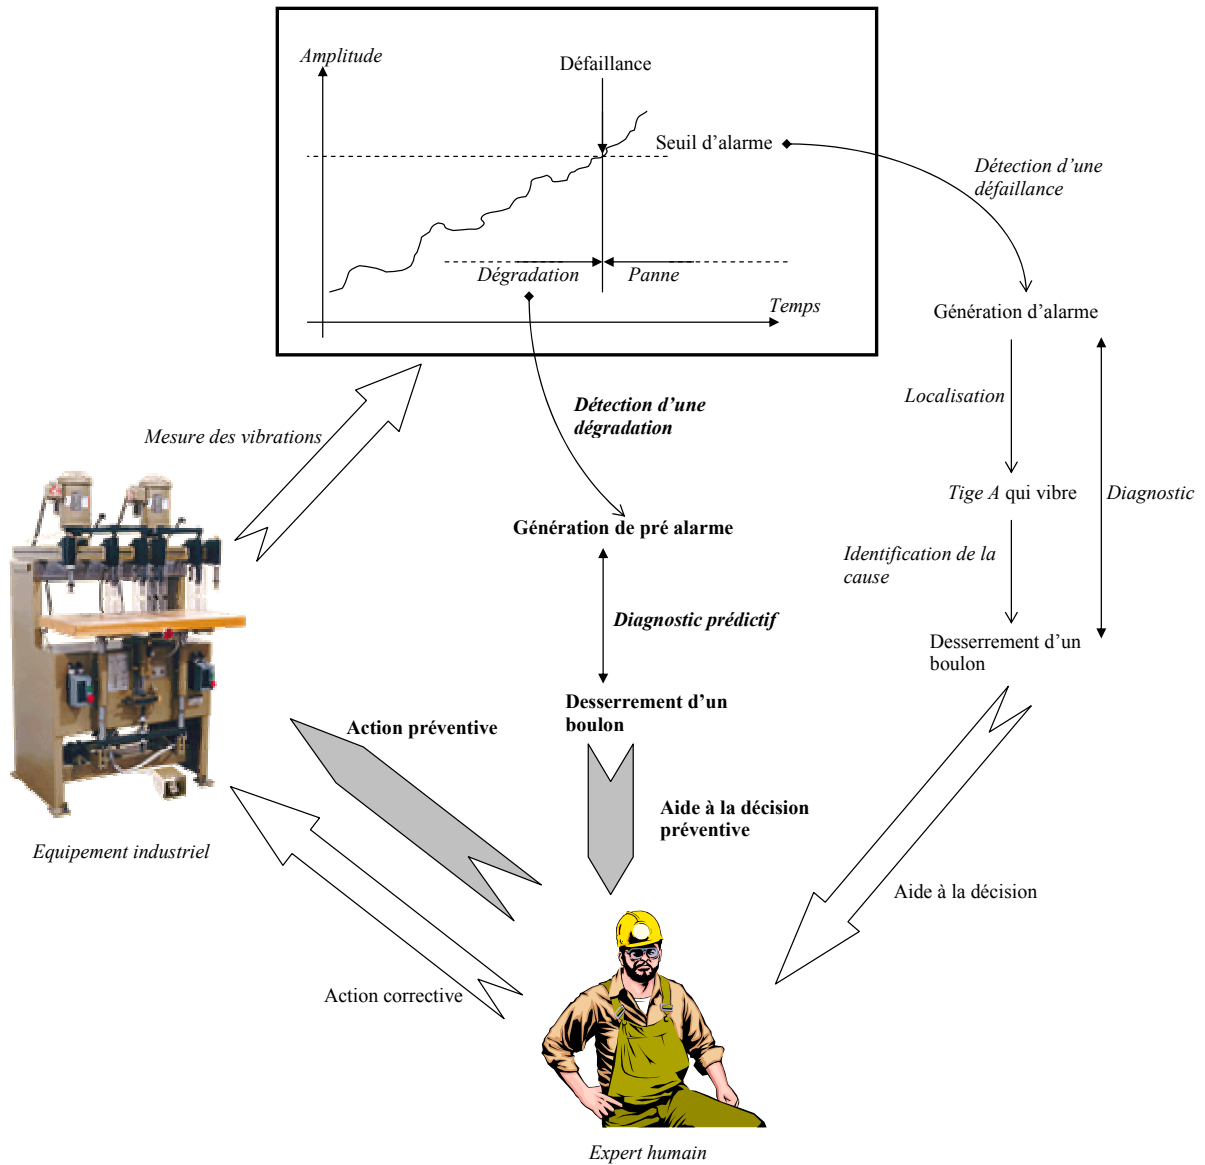 Amplitude
Défaillance
Seuil d'alarme
Détection d'une
défaillance
Dégradation
Panne
Temps
Génération d'alarme
Localisation
Détection d'une
dégradation
Mesure des vibrations
Tige A qui vibre
Diagnostic
Génération de pré alarme
Identification de la
cause
Diagnostic prédictif
Desserrement d'un
boulon
Desserrement d'un
boulon
Action préventive
Aide à la décision
préventive
Equipement industriel
Aide à la décision
Action corrective
Expert humain